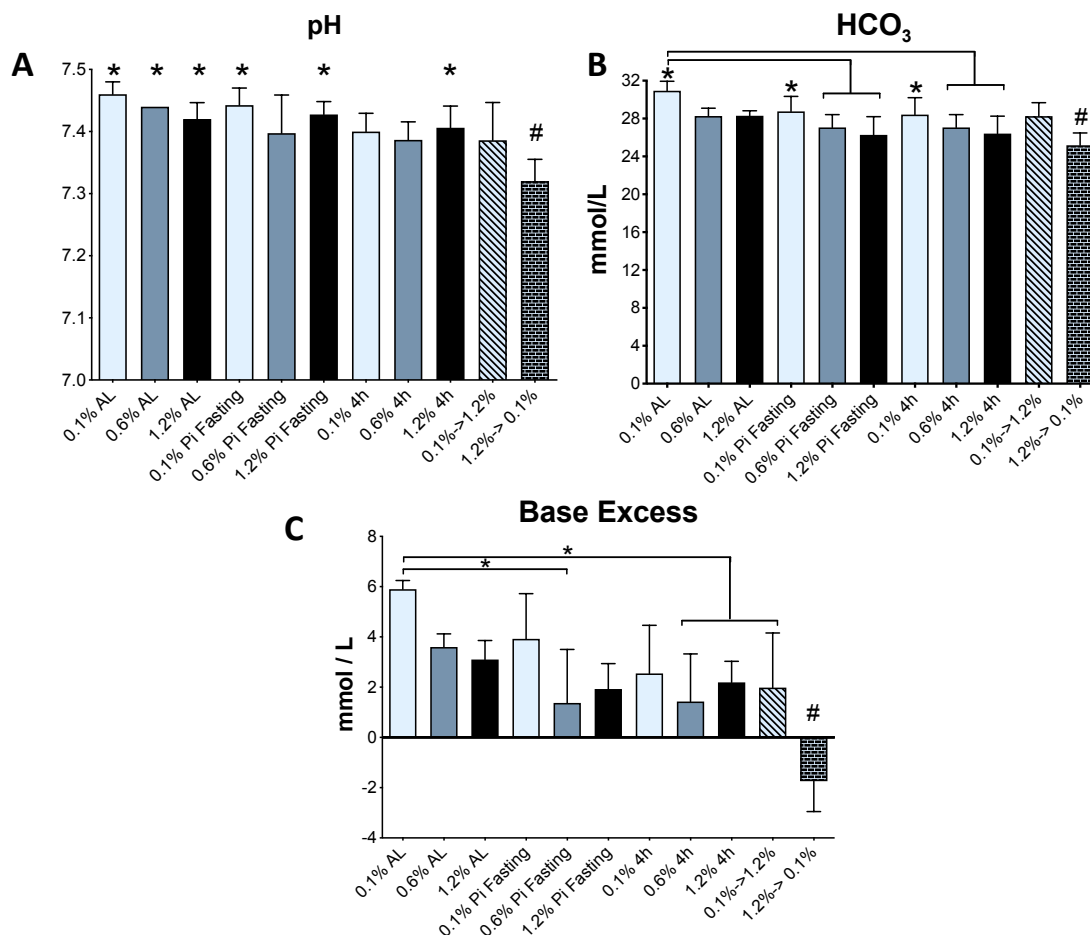 A
pH
7.5
7.4
7.3
7.2
7.1
7.0
* * * * * * #
0.1% AL
0.6% AL
1.2% AL
0.1% Pi Fasting
0.6% Pi Fasting
1.2% Pi Fasting
0.1% 4h
0.6% 4h
1.2% 4h
0.1%->1.2%
1.2%-> 0.1%
B
HCO3
mmol/L
32
28
24
20
16
12
8
4
0
* * * #
0.1% AL
0.6% AL
1.2% AL
0.1% Pi Fasting
0.6% Pi Fasting
1.2% Pi Fasting
0.1% 4h
0.6% 4h
1.2% 4h
0.1%->1.2%
1.2%-> 0.1%
C
Base Excess
mmol / L
8
6
4
2
0
-2
-4
* * #
0.1% AL
0.6% AL
1.2% AL
0.1% Pi Fasting
0.6% Pi Fasting
1.2% Pi Fasting
0.1% 4h
0.6% 4h
1.2% 4h
0.1%->1.2%
1.2%-> 0.1%